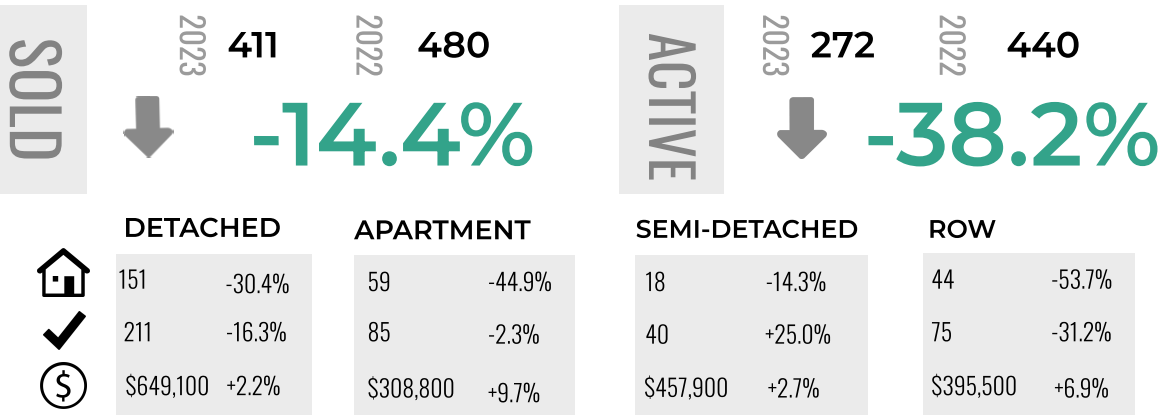 SOLD
2023 411 2022 480
-14.4%
ACTIVE
2023 272 2022 440
-38.2%
DETACHED APARTMENT SEMI-DETACHED ROW
151 -30.4% 59 -44.9% 18 -14.3% 44 -53.7%
211 -16.3% 85 -2.3% 40 +25.0% 75 -31.2%
$649,100 +2.2% $308,800 +9.7% $457,900 +2.7% $395,500 +6.9%